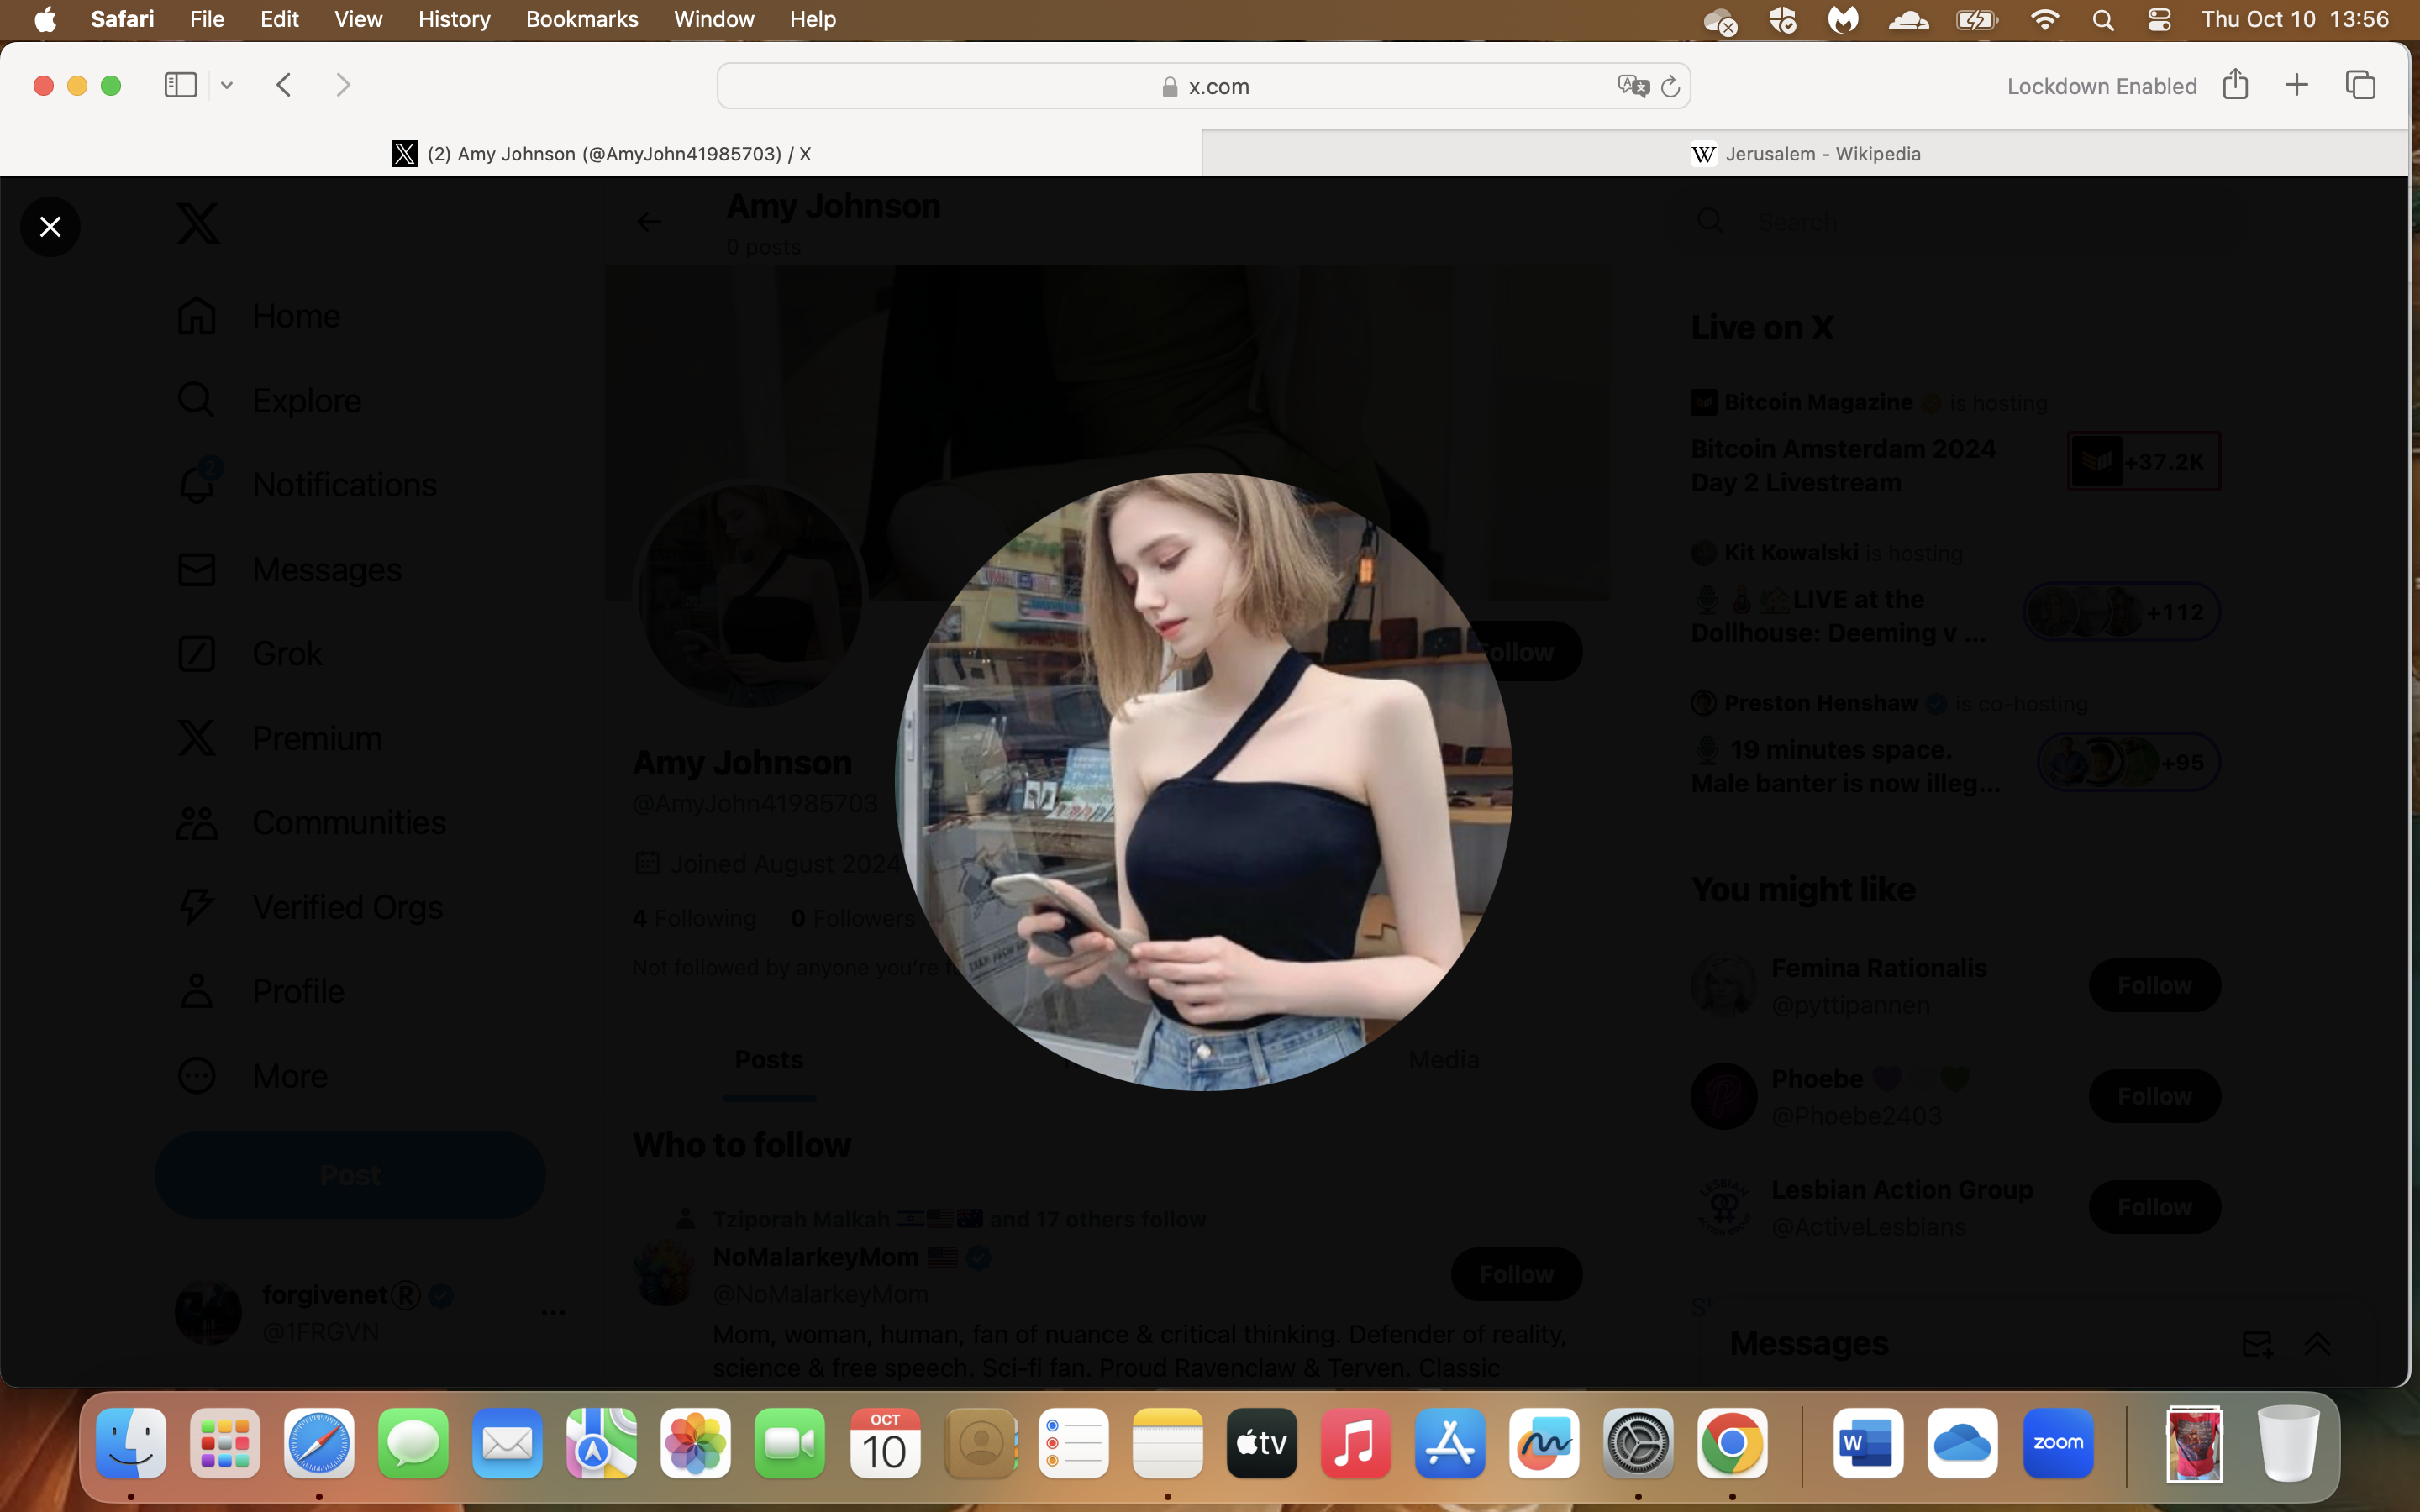 Safari File Edit View History Bookmarks Window Help
Thu Oct 10 13:56
x.com
Lockdown Enabled
(2) Amy Johnson (@AmyJohn41985703) / X
Jerusalem - Wikipedia
Home
Explore
2
Notifications
Messages
Grok
Premium
Communities
Verified Orgs
Profile
More
Post
forgivenet®
@1FRGVN
Amy Johnson
0 posts
Follow
Amy Johnson
@AmyJohn41985703
Joined August 2024
4 Following 0 Followers
Not followed by anyone you're
Posts
Media
Who to follow
Tziporah Malkah and 17 others follow
NoMalarkeyMom
@NoMalarkeyMom
Follow
Mom, woman, human, fan of nuance & critical thinking. Defender of reality,
science & free speech. Sci-fi fan. Proud Ravenclaw & Terven. Classic
Search
Live on X
Bitcoin Magazine is hosting
Bitcoin Amsterdam 2024
Day 2 Livestream
+37.2K
Kit Kowalski is hosting
LIVE at the
Dollhouse: Deeming v ...
+112
Preston Henshaw is co-hosting
19 minutes space.
Male banter is now illeg...
+95
You might like
Femina Rationalis
@pyttipannen
Follow
Phoebe
@Phoebe2403
Follow
Lesbian Action Group
@ActiveLesbians
Follow
Messages
OCT
10
tv
W
zoom